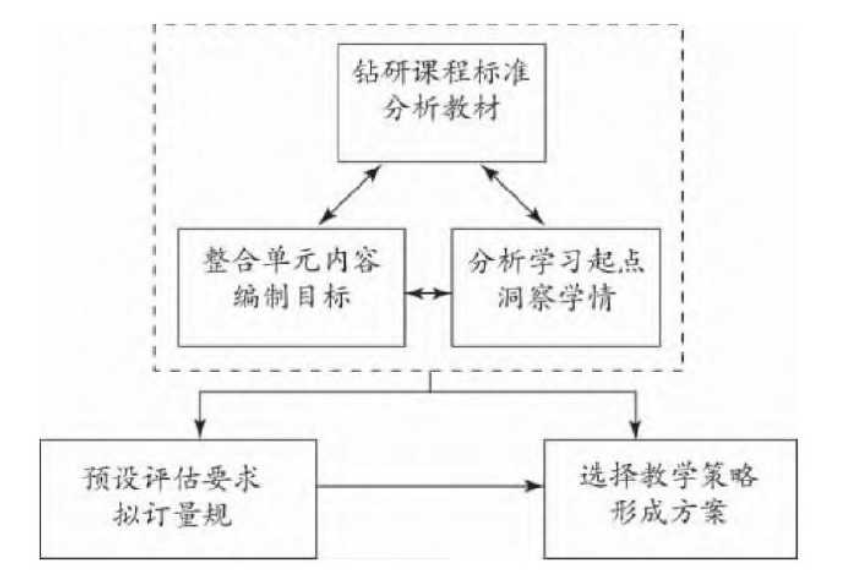 钻研课程标准
分析教材
整合单元内容
编制目标
分析学习起点
洞察学情
预设评估要求
拟订量规
选择教学策略
形成方案